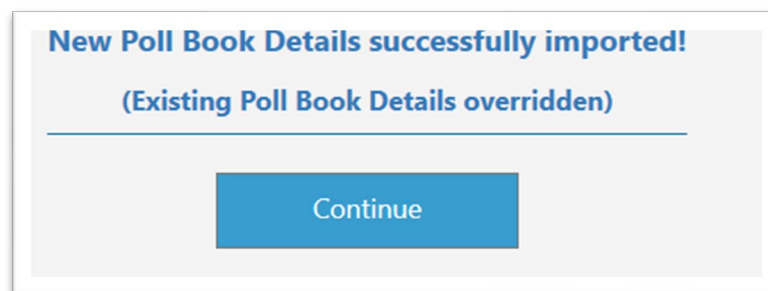 New Poll Book Details successfully imported!
(Existing Poll Book Details overridden)
Continue